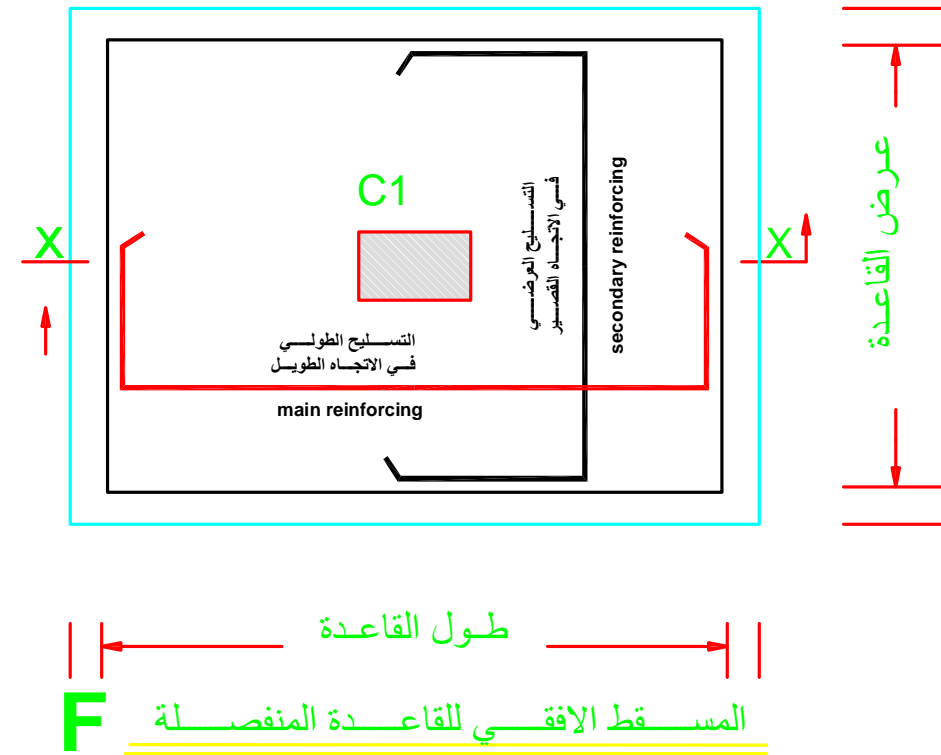 C1
X
X
التسليح العرضي
في الاتجاه القصير
secondary reinforcing
التسليح الطولي
في الاتجاه الطويل
main reinforcing
عرض القاعدة
طول القاعدة
F
المسقط الافقي للقاعدة المنفصلة